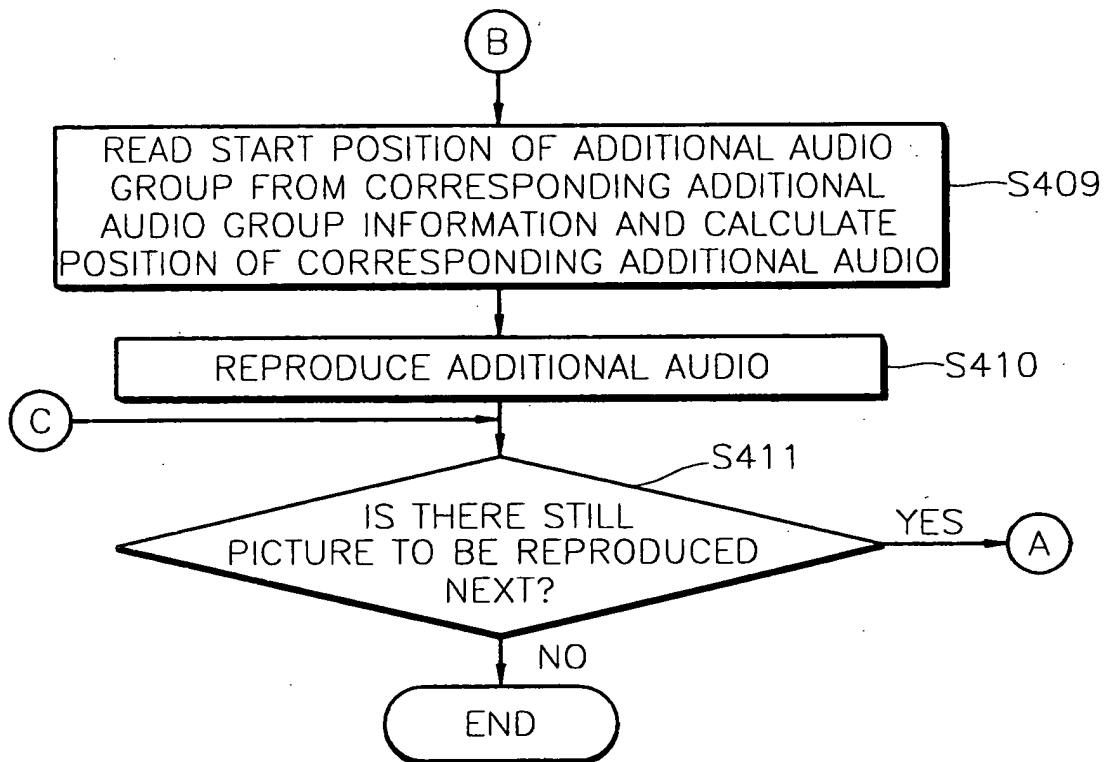 B
READ START POSITION OF ADDITIONAL AUDIO
GROUP FROM CORRESPONDING ADDITIONAL
AUDIO GROUP INFORMATION AND CALCULATE
POSITION OF CORRESPONDING ADDITIONAL AUDIO
S409
REPRODUCE ADDITIONAL AUDIO
S410
C
S411
IS THERE STILL
PICTURE TO BE REPRODUCED
NEXT?
YES
A
NO
END